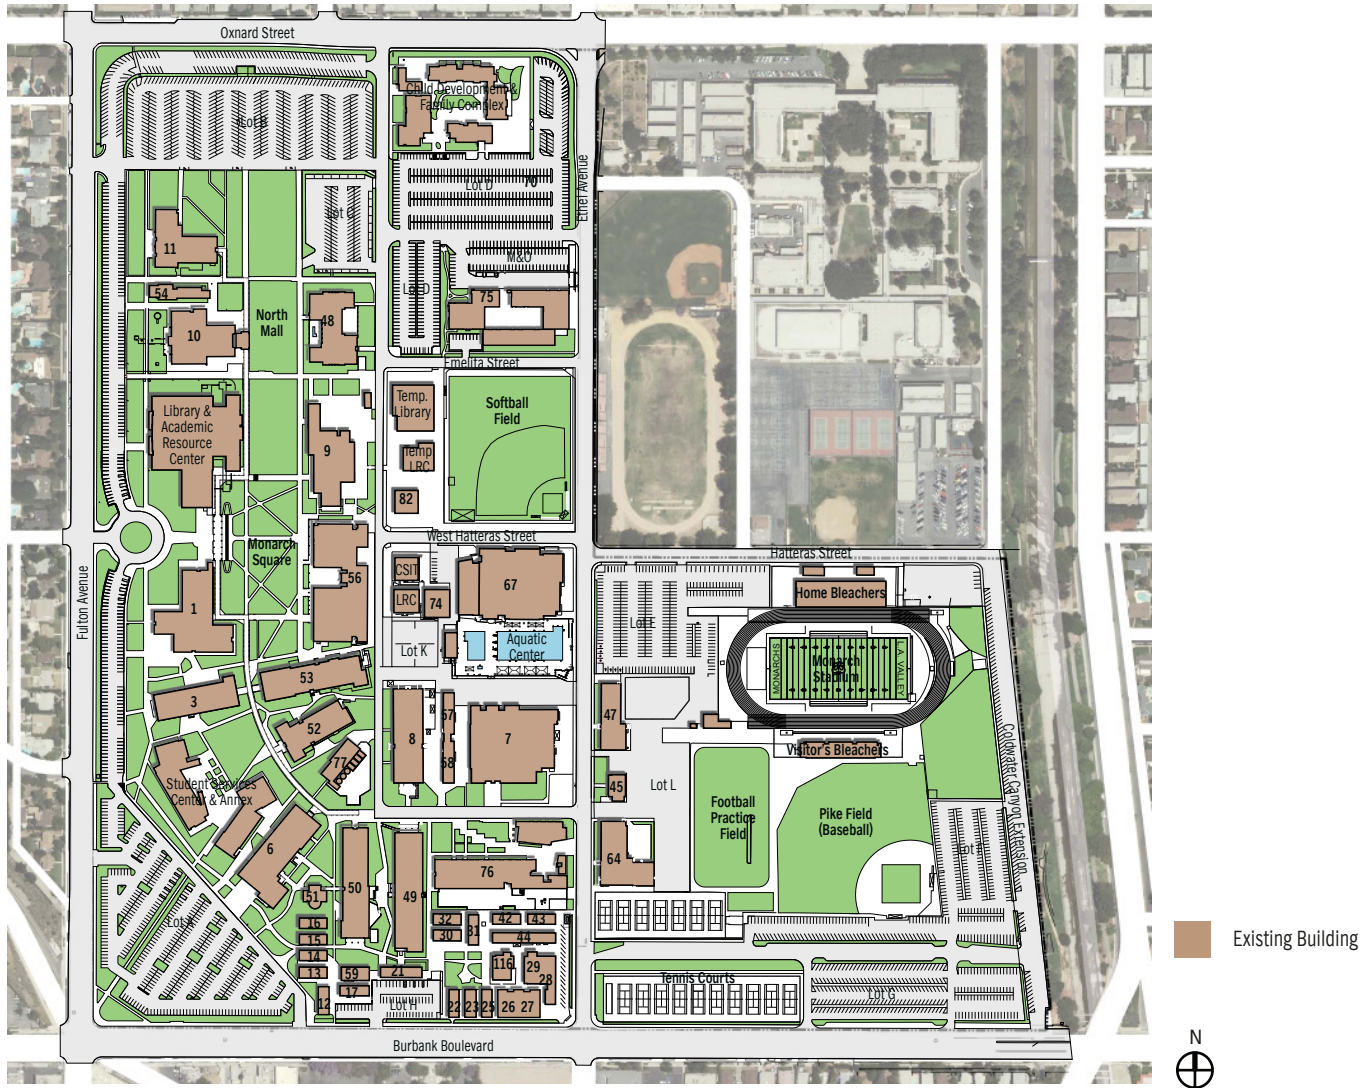 Oxnard Street
Child Development &
Family Complex
Lot B
Lot D
70
Ethel Avenue
Lot C
11
M&O
Lot D
75
54
North
Mall
48
10
Emelita Street
Temp.
Library
Softball
Field
Library &
Academic
Resource
Center
9
Temp
LRC
82
West Hatteras Street
Monarch
Square
Hatteras Street
56
CSIT
67
LRC
74
Home Bleachers
Fulton Avenue
1
Lot E
Lot K
Aquatic
Center
MONARCHS
Monarch
Stadium
L.A. VALLEY
53
3
47
57
52
8
7
Visitor's Bleachers
Coldwater Canyon Extension
77
58
Student Services
Center & Annex
45
Lot L
Football
Practice
Field
Pike Field
(Baseball)
6
64
76
50
49
51
Lot A
16
32
42
43
31
30
44
15
14
13
59
21
116
29
28
Tennis Courts
Lot G
17
12
Lot H
22
23
25
26
27
Burbank Boulevard
Existing Building
N